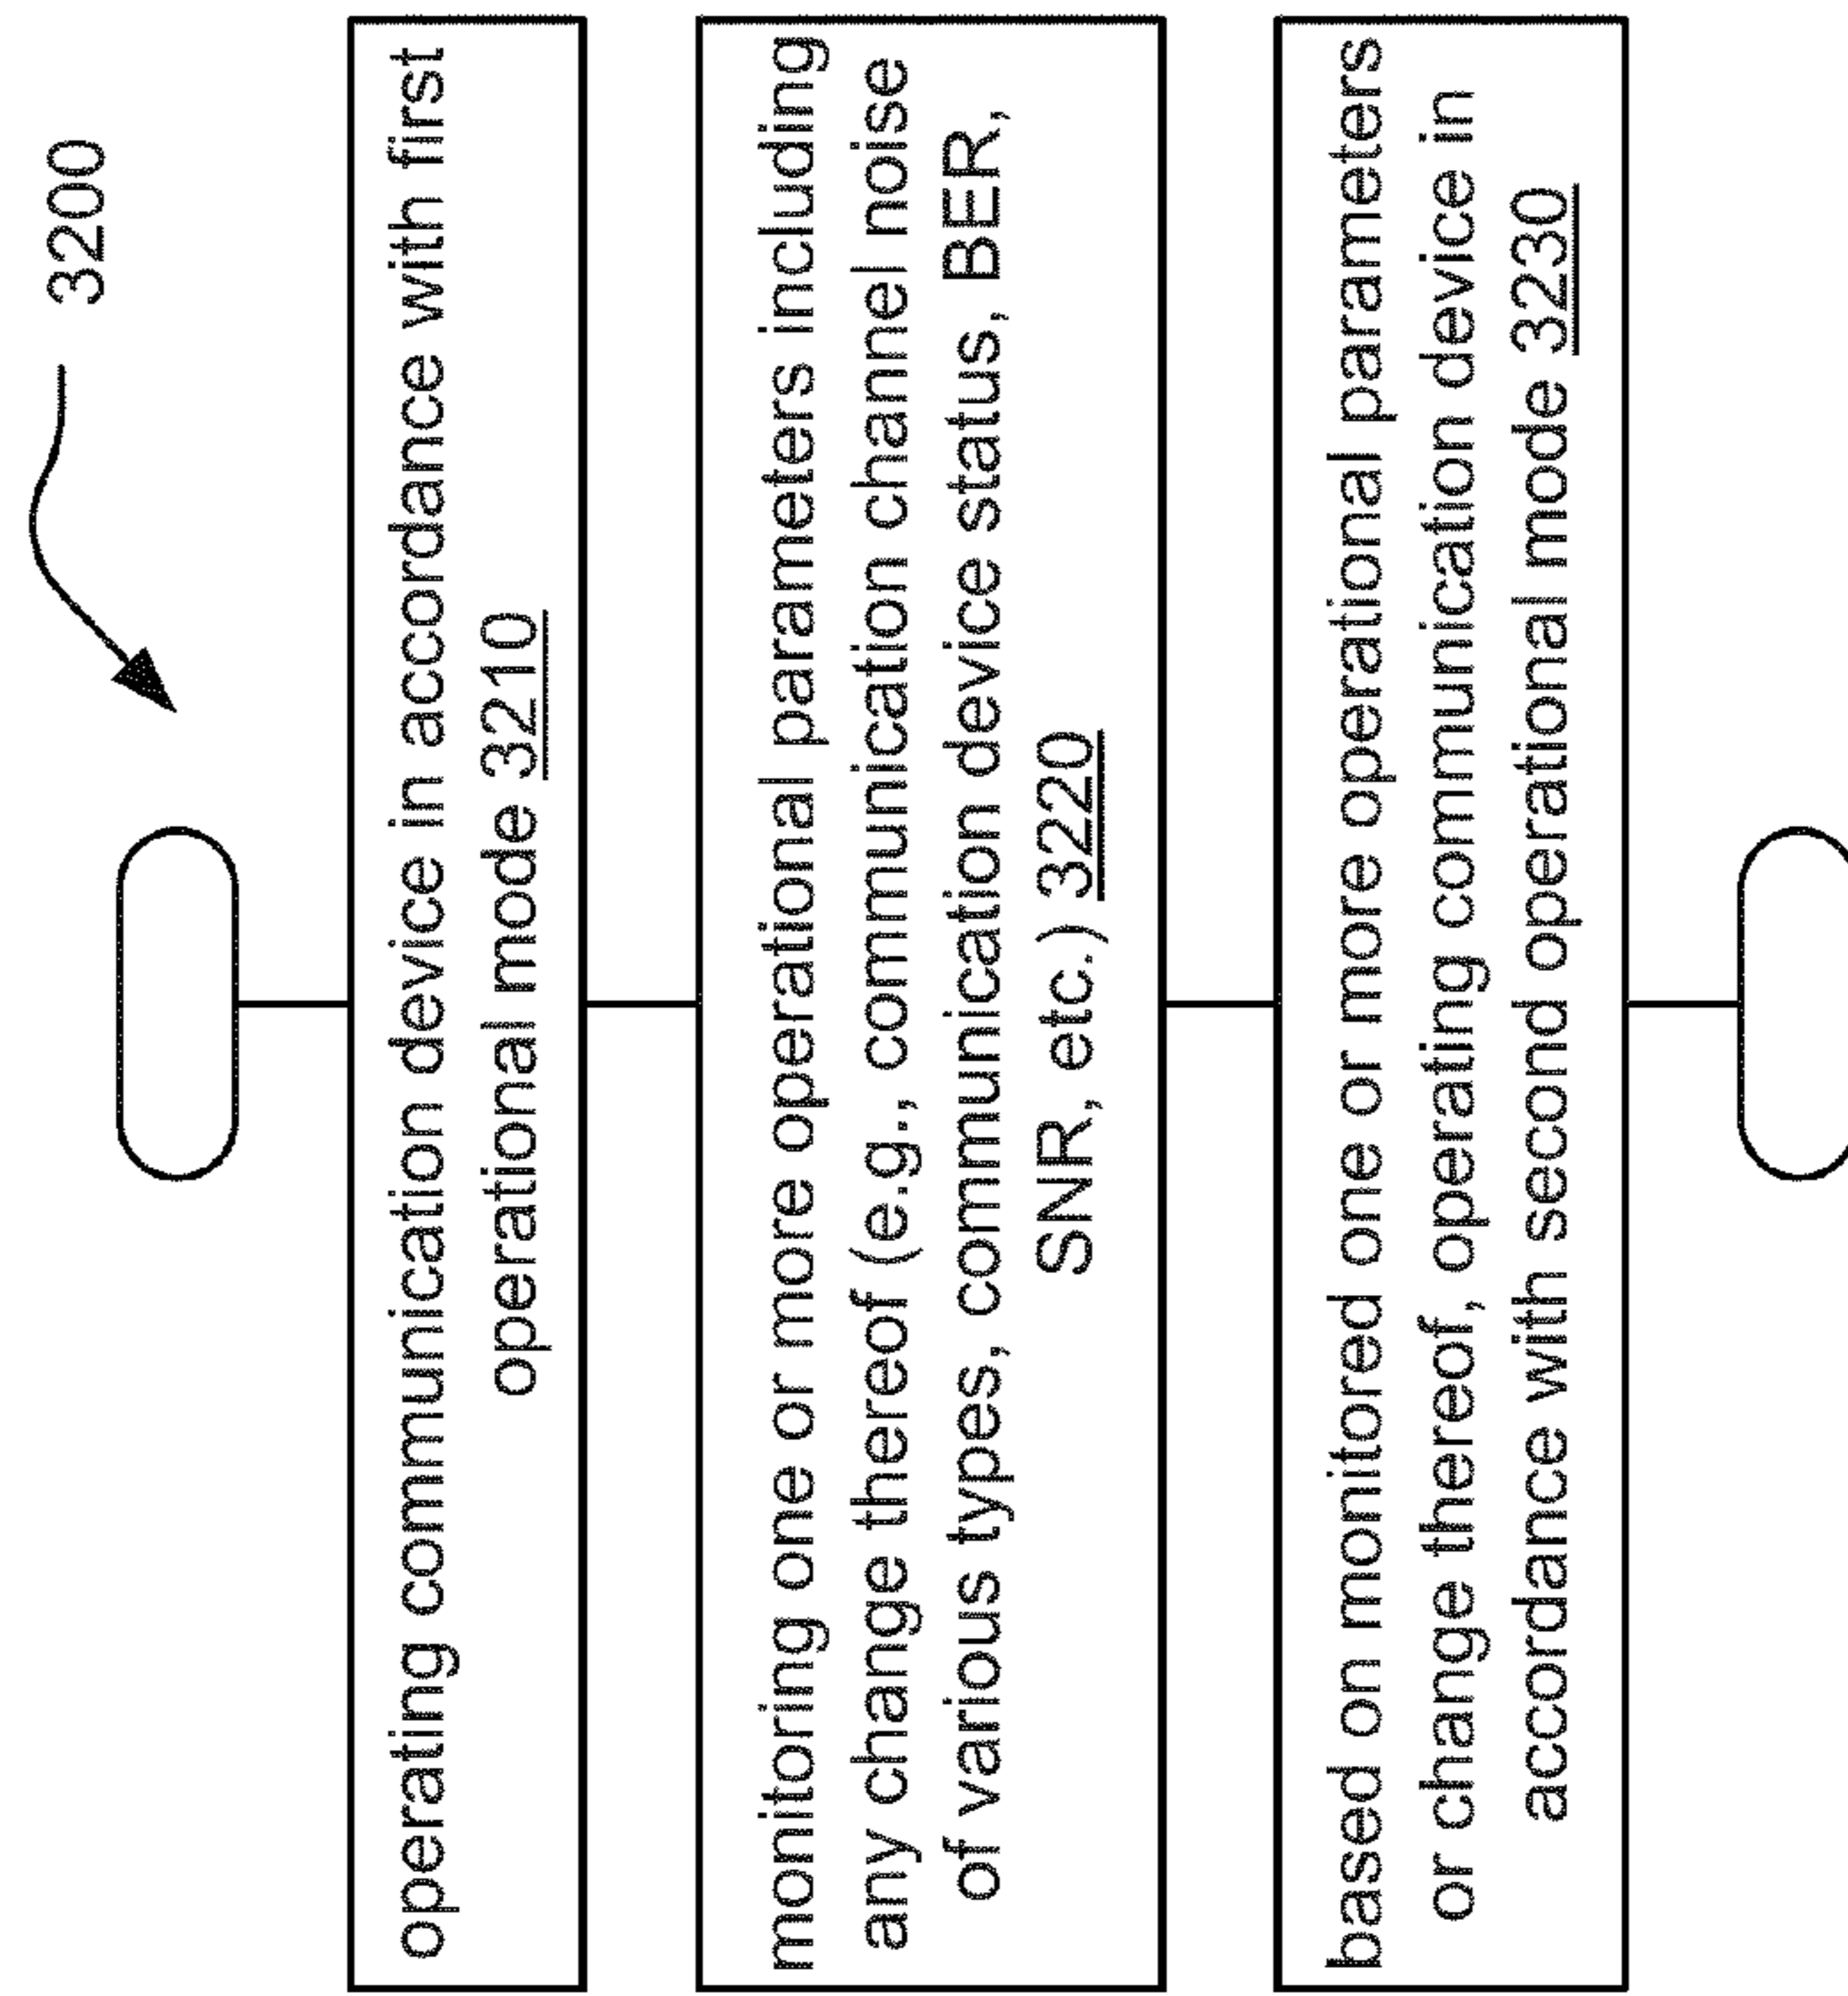 3200
operating communication device in accordance with first
operational mode 3210
monitoring one or more operational parameters including
any change thereof (e.g., communication channel noise
of various types, communication device status, BER,
SNR, etc.) 3220
based on monitored one or more operational parameters
or change thereof, operating communication device in
accordance with second operational mode 3230